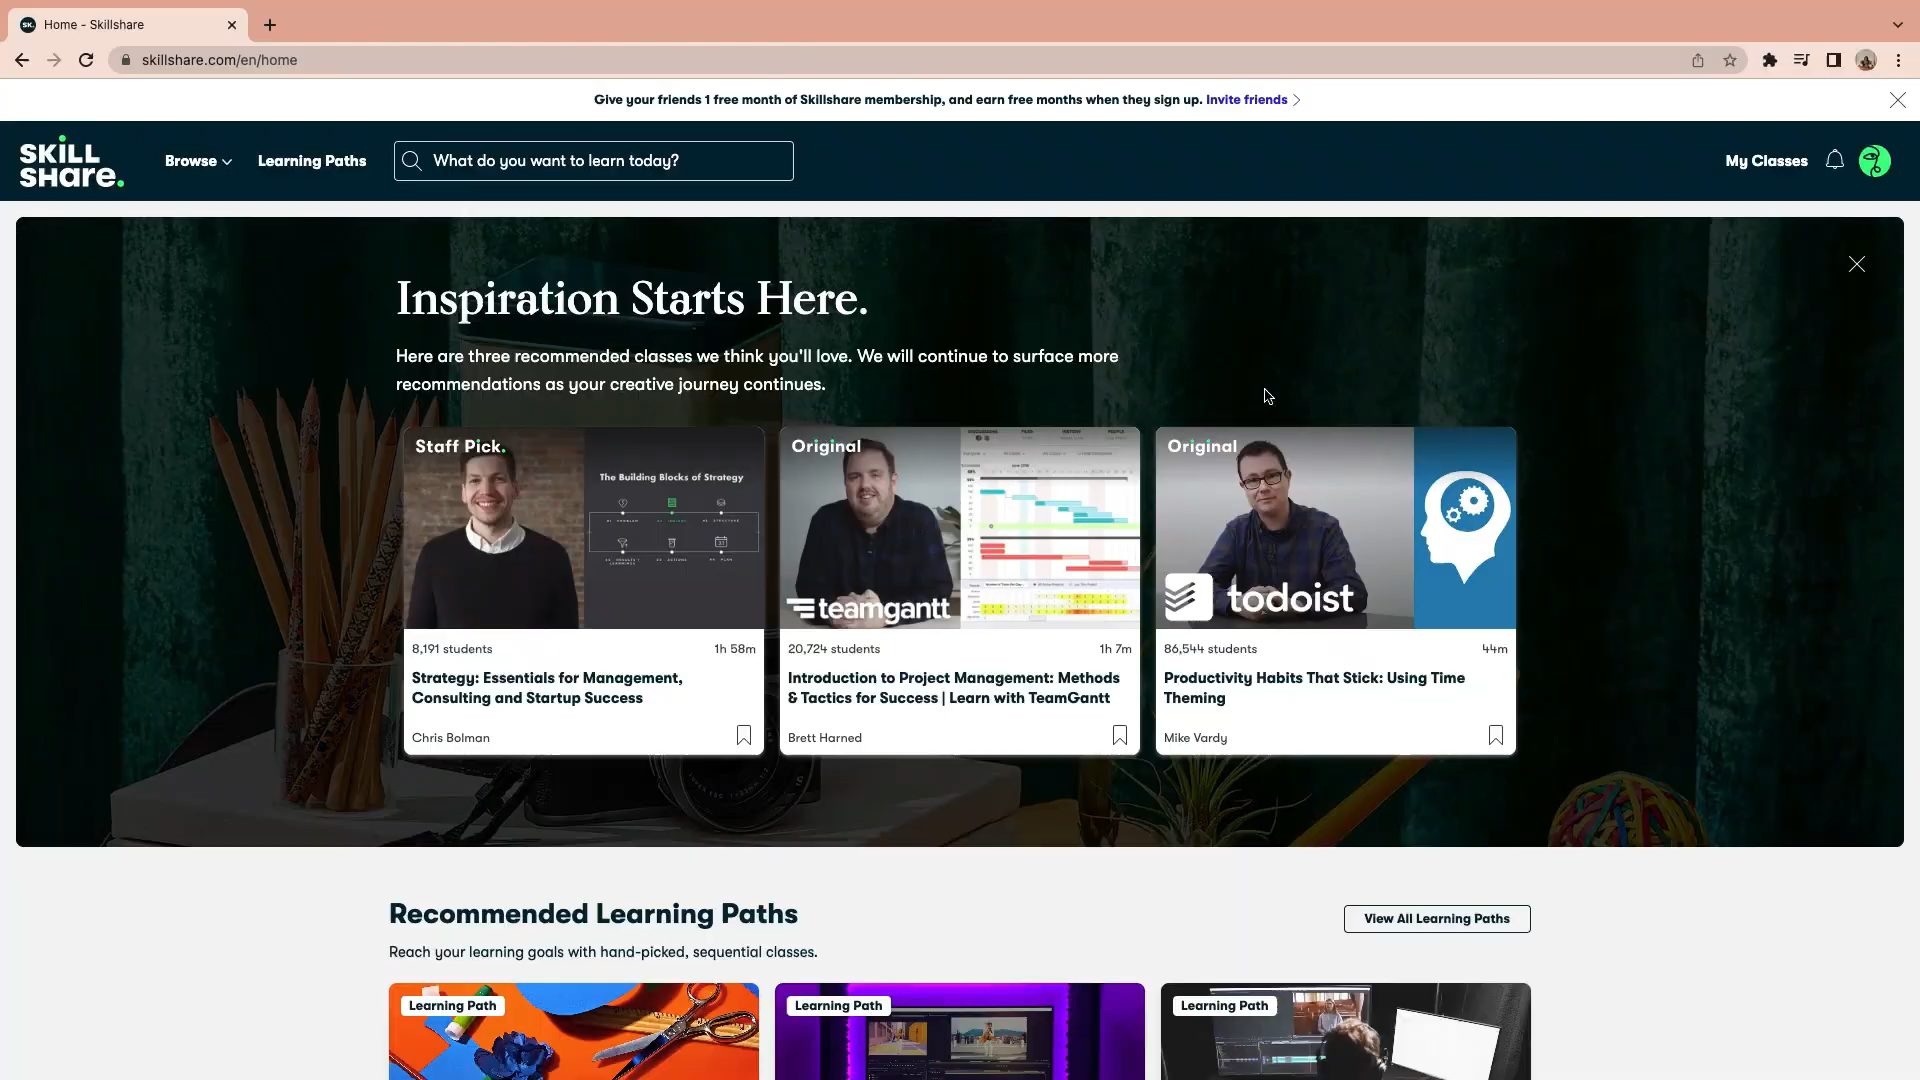 SK.
Home - Skillshare
skillshare.com/en/home
Give your friends 1 free month of Skillshare membership, and earn free months when they sign up. Invite friends
SKILL
SHARE.
Browse
Learning Paths
What do you want to learn today?
My Classes
Inspiration Starts Here.
Here are three recommended classes we think you'll love. We will continue to surface more
recommendations as your creative journey continues.
Staff Pick.
The Building Blocks of Strategy
8,191 students
1h 58m
Strategy: Essentials for Management,
Consulting and Startup Success
Chris Bolman
Original
teamgantt
20,724 students
1h 7m
Introduction to Project Management: Methods
& Tactics for Success | Learn with TeamGantt
Brett Harned
Original
todoist
86,544 students
44m
Productivity Habits That Stick: Using Time
Theming
Mike Vardy
Recommended Learning Paths
View All Learning Paths
Reach your learning goals with hand-picked, sequential classes.
Learning Path
Learning Path
Learning Path